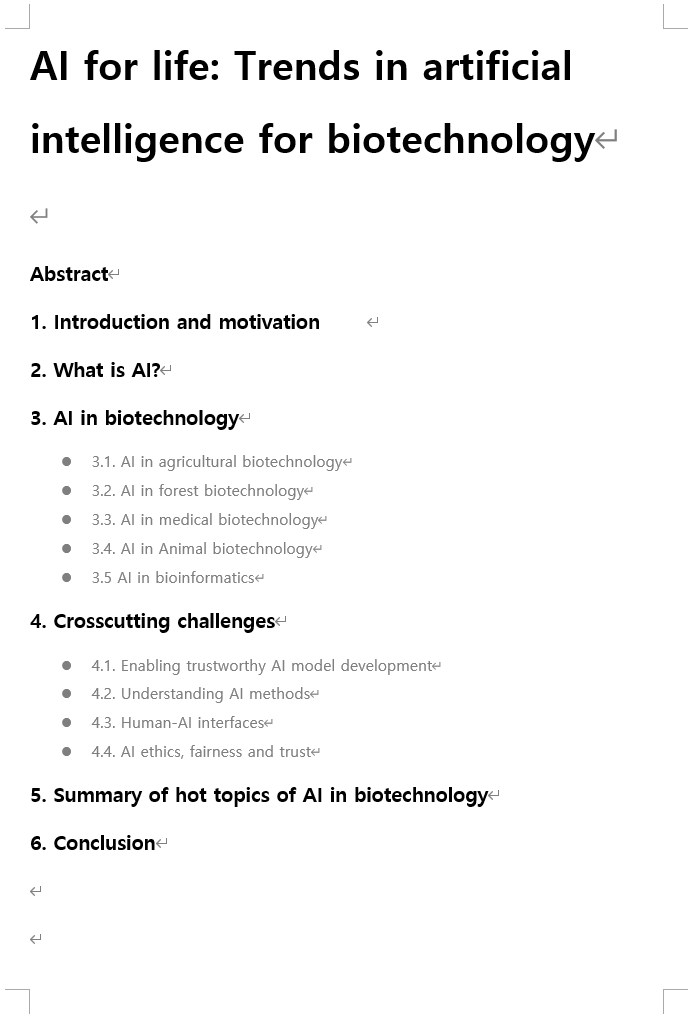 AI for life: Trends in artificial
intelligence for biotechnology
Abstract
1. Introduction and motivation
2. What is AI?
3. AI in biotechnology
● 3.1. AI in agricultural biotechnology
● 3.2. AI in forest biotechnology
● 3.3. AI in medical biotechnology
● 3.4. AI in Animal biotechnology
● 3.5 AI in bioinformatics
4. Crosscutting challenges
● 4.1. Enabling trustworthy AI model development
● 4.2. Understanding AI methods
● 4.3. Human-AI interfaces
● 4.4. AI ethics, fairness and trust
5. Summary of hot topics of AI in biotechnology
6. Conclusion